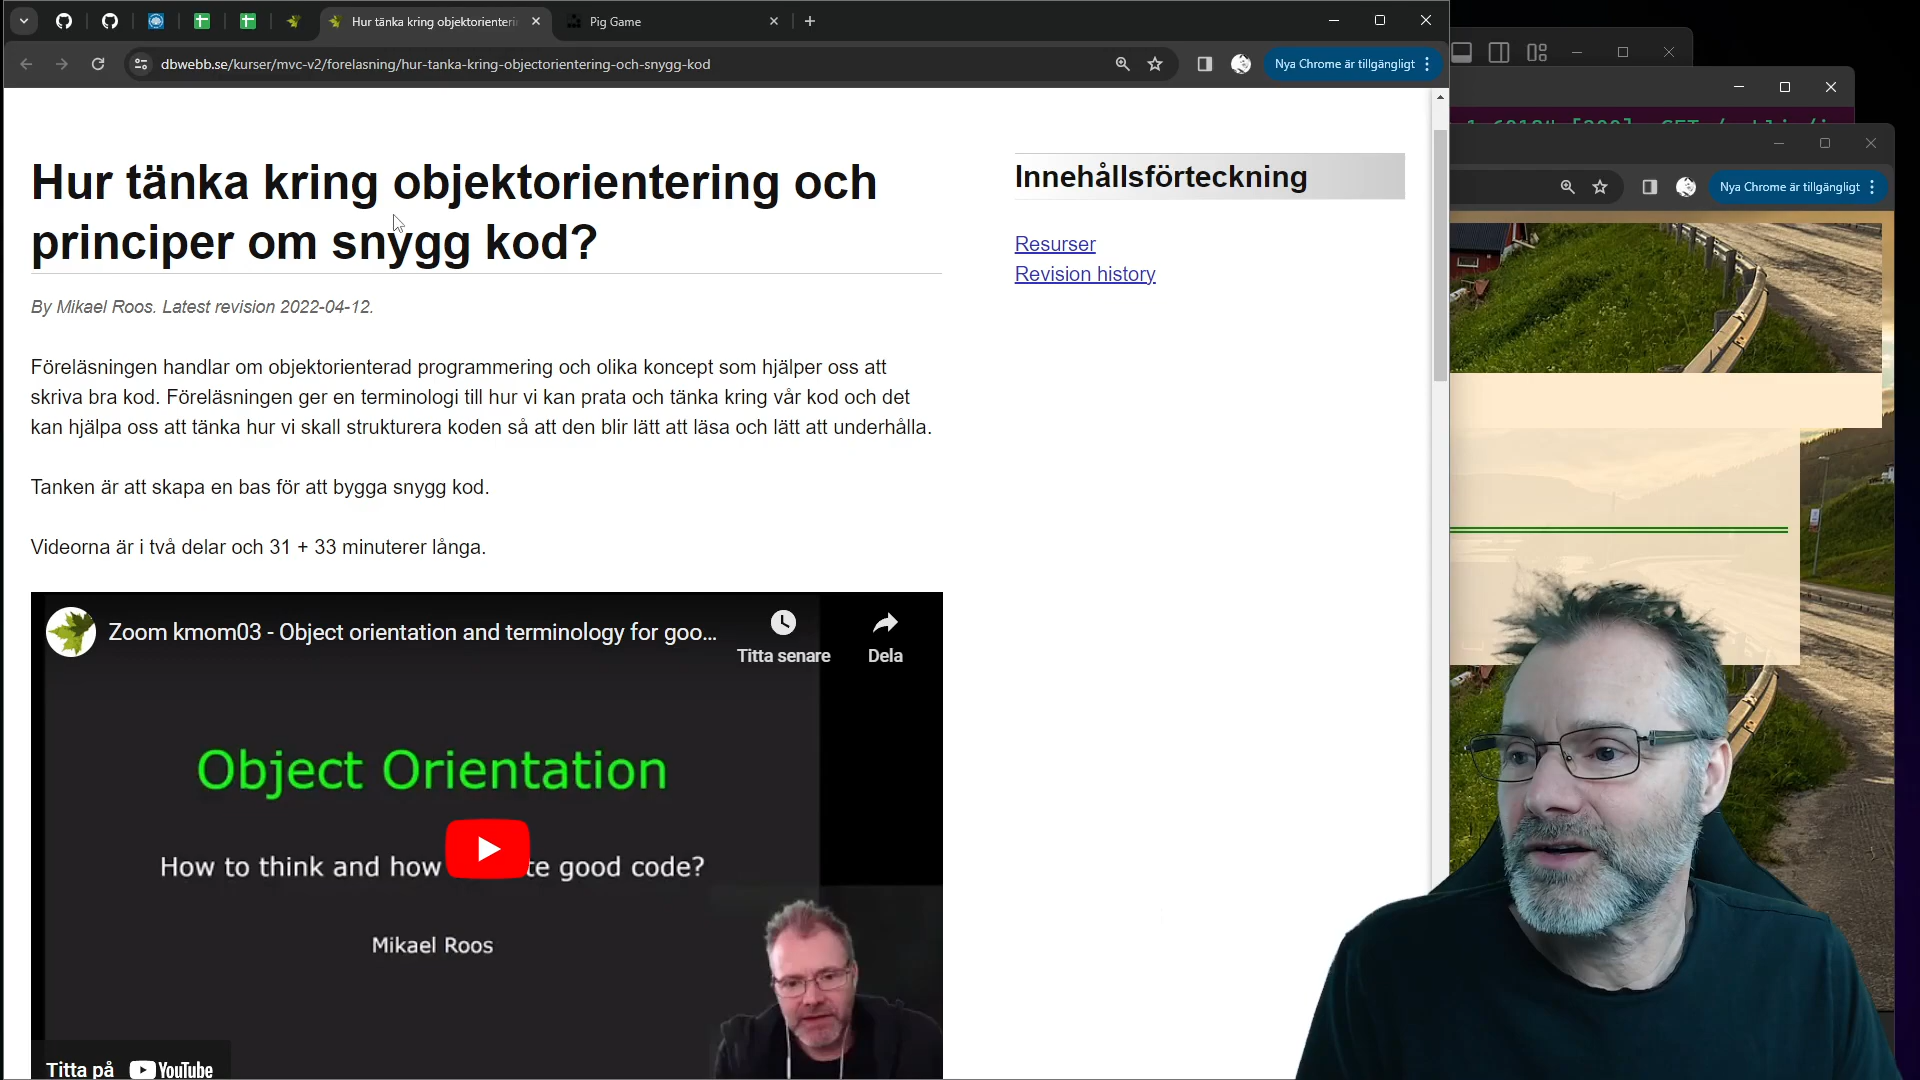 Hur tänka kring objektorienteri
Pig Game
dbwebb.se/kurser/mvc-v2/forelasning/hur-tanka-kring-objectorientering-och-snygg-kod
Nya Chrome är tillgängligt
Nya Chrome är tillgängligt
Hur tänka kring objektorientering och
principer om snygg kod?
By Mikael Roos. Latest revision 2022-04-12.
Föreläsningen handlar om objektorienterad programmering och olika koncept som hjälper oss att
skriva bra kod. Föreläsningen ger en terminologi till hur vi kan prata och tänka kring vår kod och det
kan hjälpa oss att tänka hur vi skall strukturera koden så att den blir lätt att läsa och lätt att underhålla.
Tanken är att skapa en bas för att bygga snygg kod.
Videorna är i två delar och 31 + 33 minuterer långa.
Innehållsförteckning
Resurser
Revision history
Zoom kmom03 - Object orientation and terminology for goo...
Titta senare
Dela
Object Orientation
How to think and how te good code?
Mikael Roos
Titta på YouTube